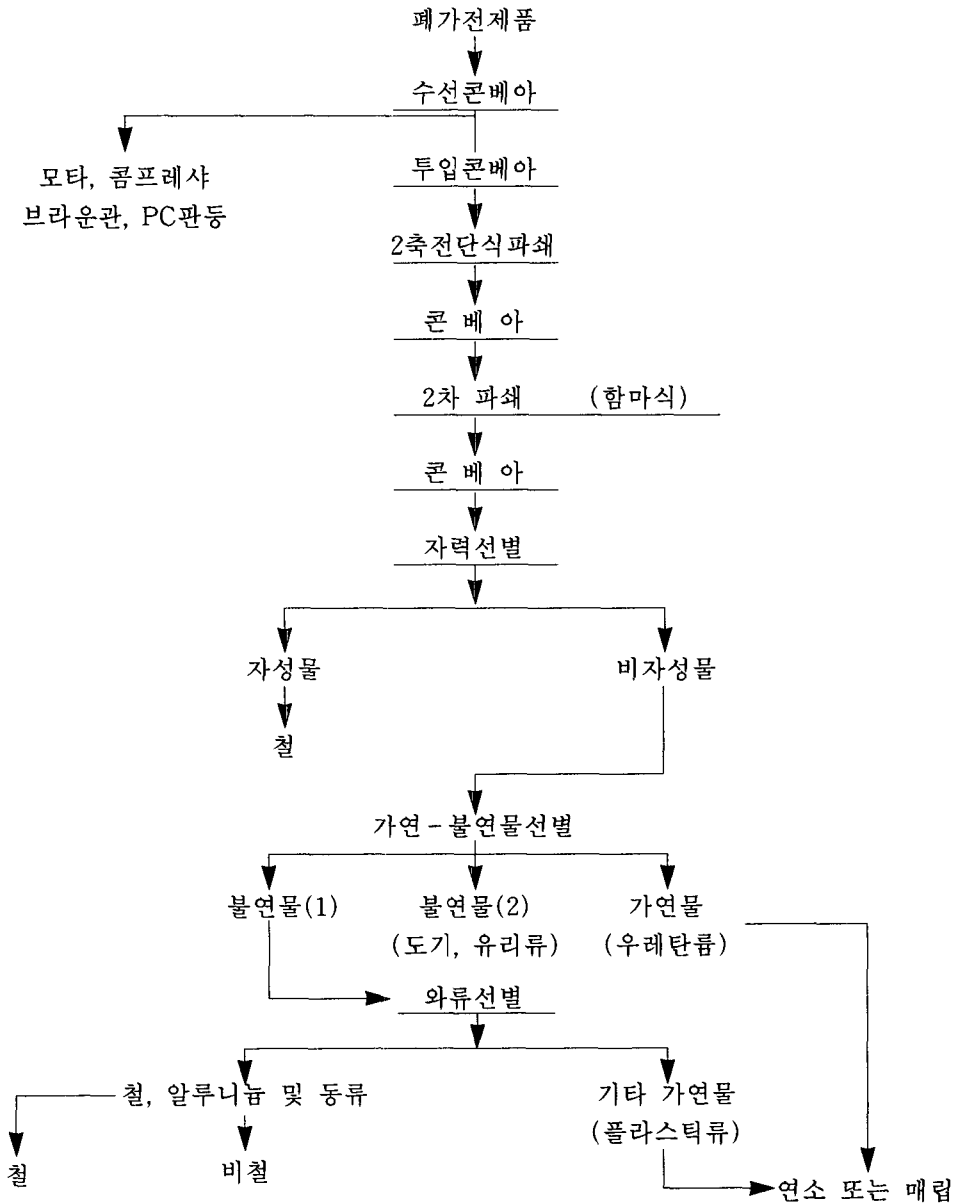 폐가전제품
수선콘베아
모타, 콤프레샤
브라운관, PC판등
투입콘베아
2축전단식파쇄
콘 베 아
2차 파쇄 (함마식)
콘 베 아
자력선별
자성물
비자성물
철
가연-불연물선별
불연물(1)
불연물(2)
(도기, 유리류)
가연물
(우레탄륨)
와류선별
철, 알루니늄 및 동류
기타 가연물
(플라스틱류)
철
비철
연소 또는 매립